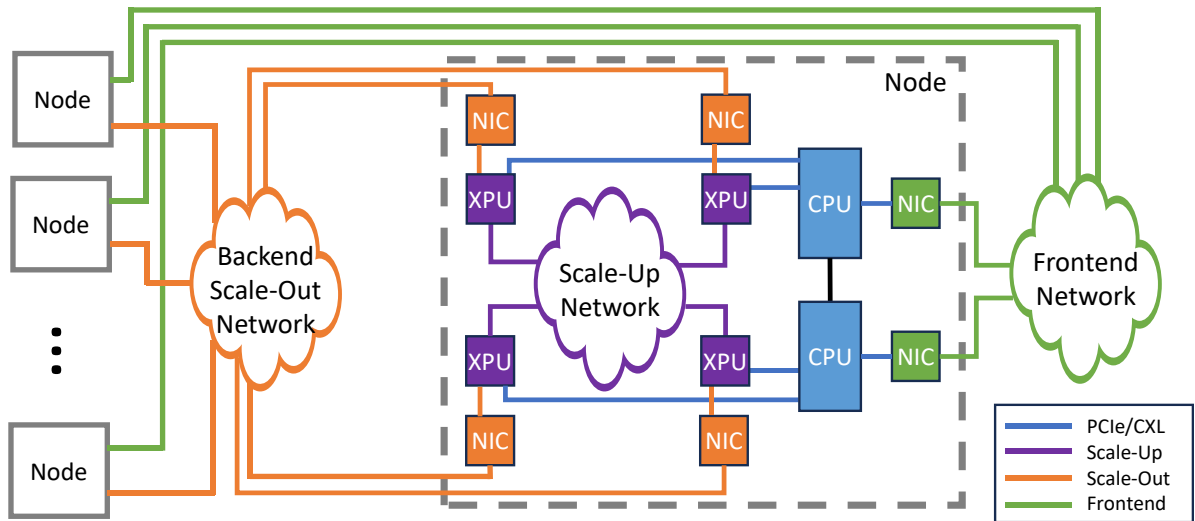 Node
Node
Node
Backend
Scale-Out
Network
Node
NIC
NIC
XPU
XPU
CPU
NIC
Scale-Up
Network
XPU
XPU
CPU
NIC
NIC
NIC
Frontend
Network
PCIe/CXL
Scale-Up
Scale-Out
Frontend